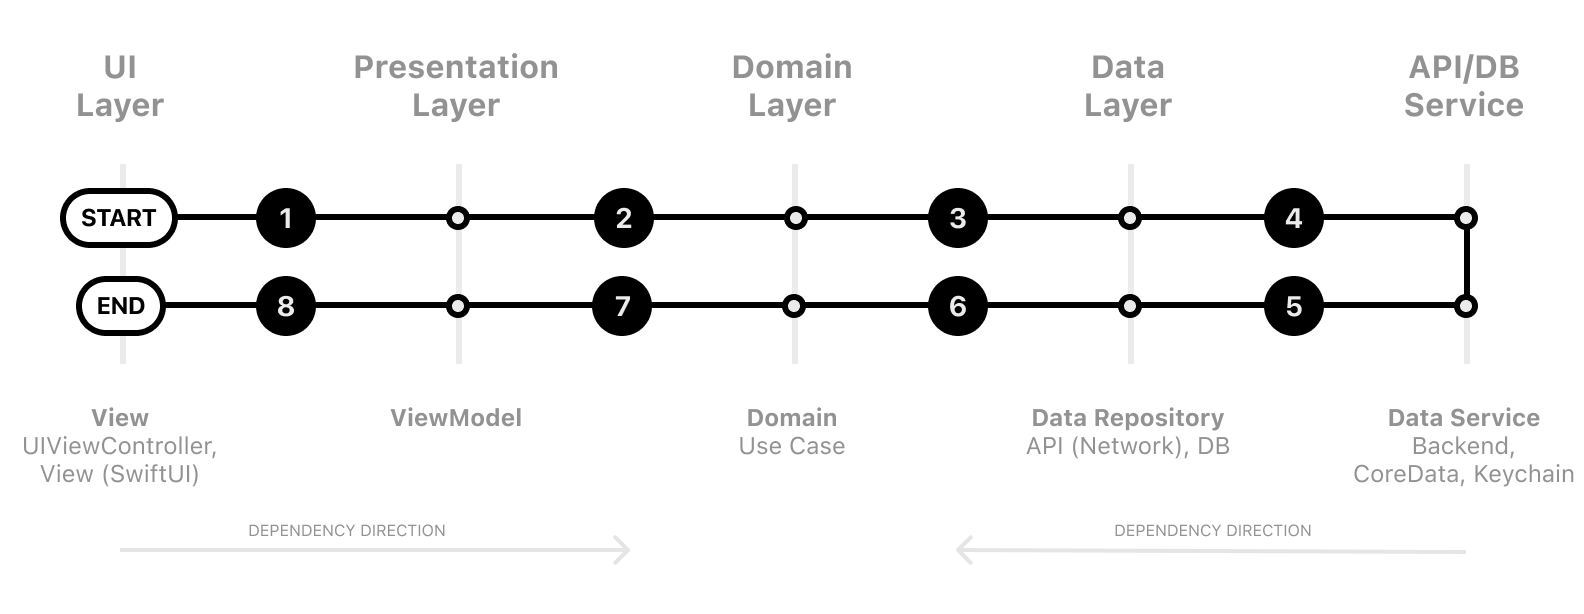 UI
Layer
Presentation
Layer
Domain
Layer
Data
Layer
API/DB
Service
START
1
2
3
4
END
8
7
6
5
View
UIViewController,
View (SwiftUI)
ViewModel
Domain
Use Case
Data Repository
API (Network), DB
Data Service
Backend,
CoreData, Keychain
DEPENDENCY DIRECTION
DEPENDENCY DIRECTION